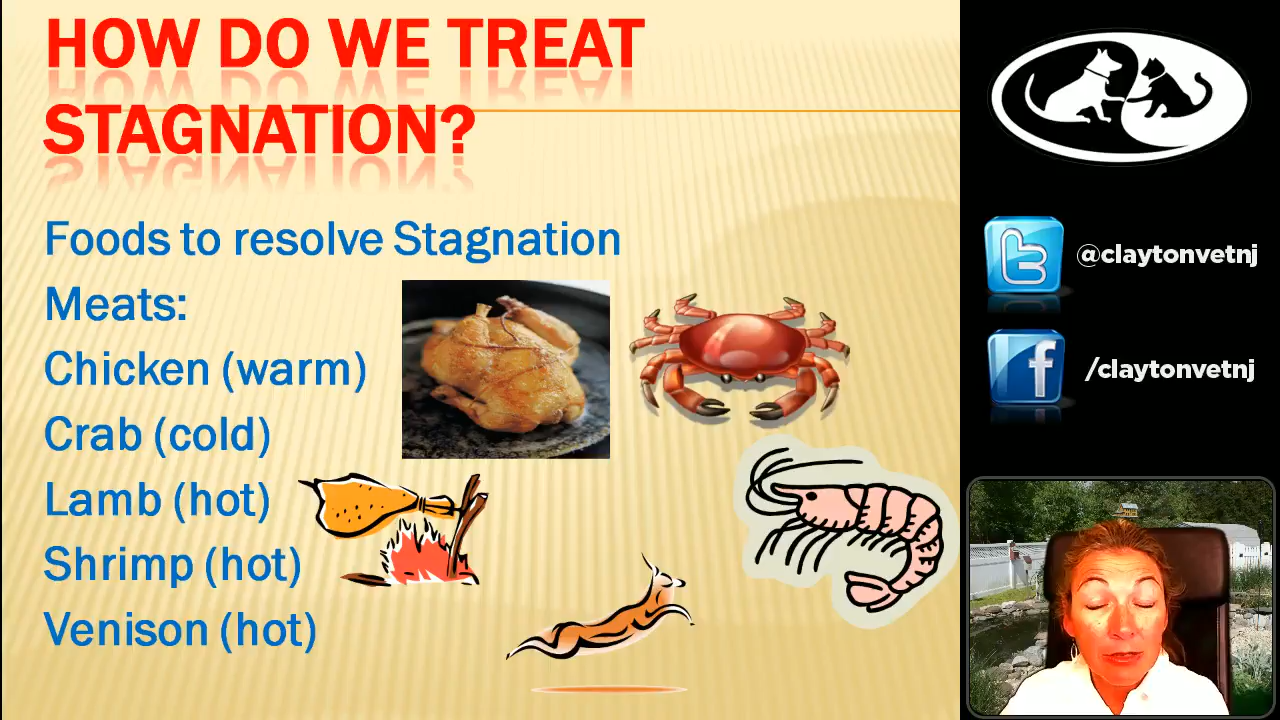 HOW DO WE TREAT
STAGNATION?
Foods to resolve Stagnation
Meats:
Chicken (warm)
Crab (cold)
Lamb (hot)
Shrimp (hot)
Venison (hot)
@claytonvetnj
/claytonvetnj